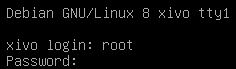 Debian GNU/Linux 8 xivo tty1
xivo login: root
Password: